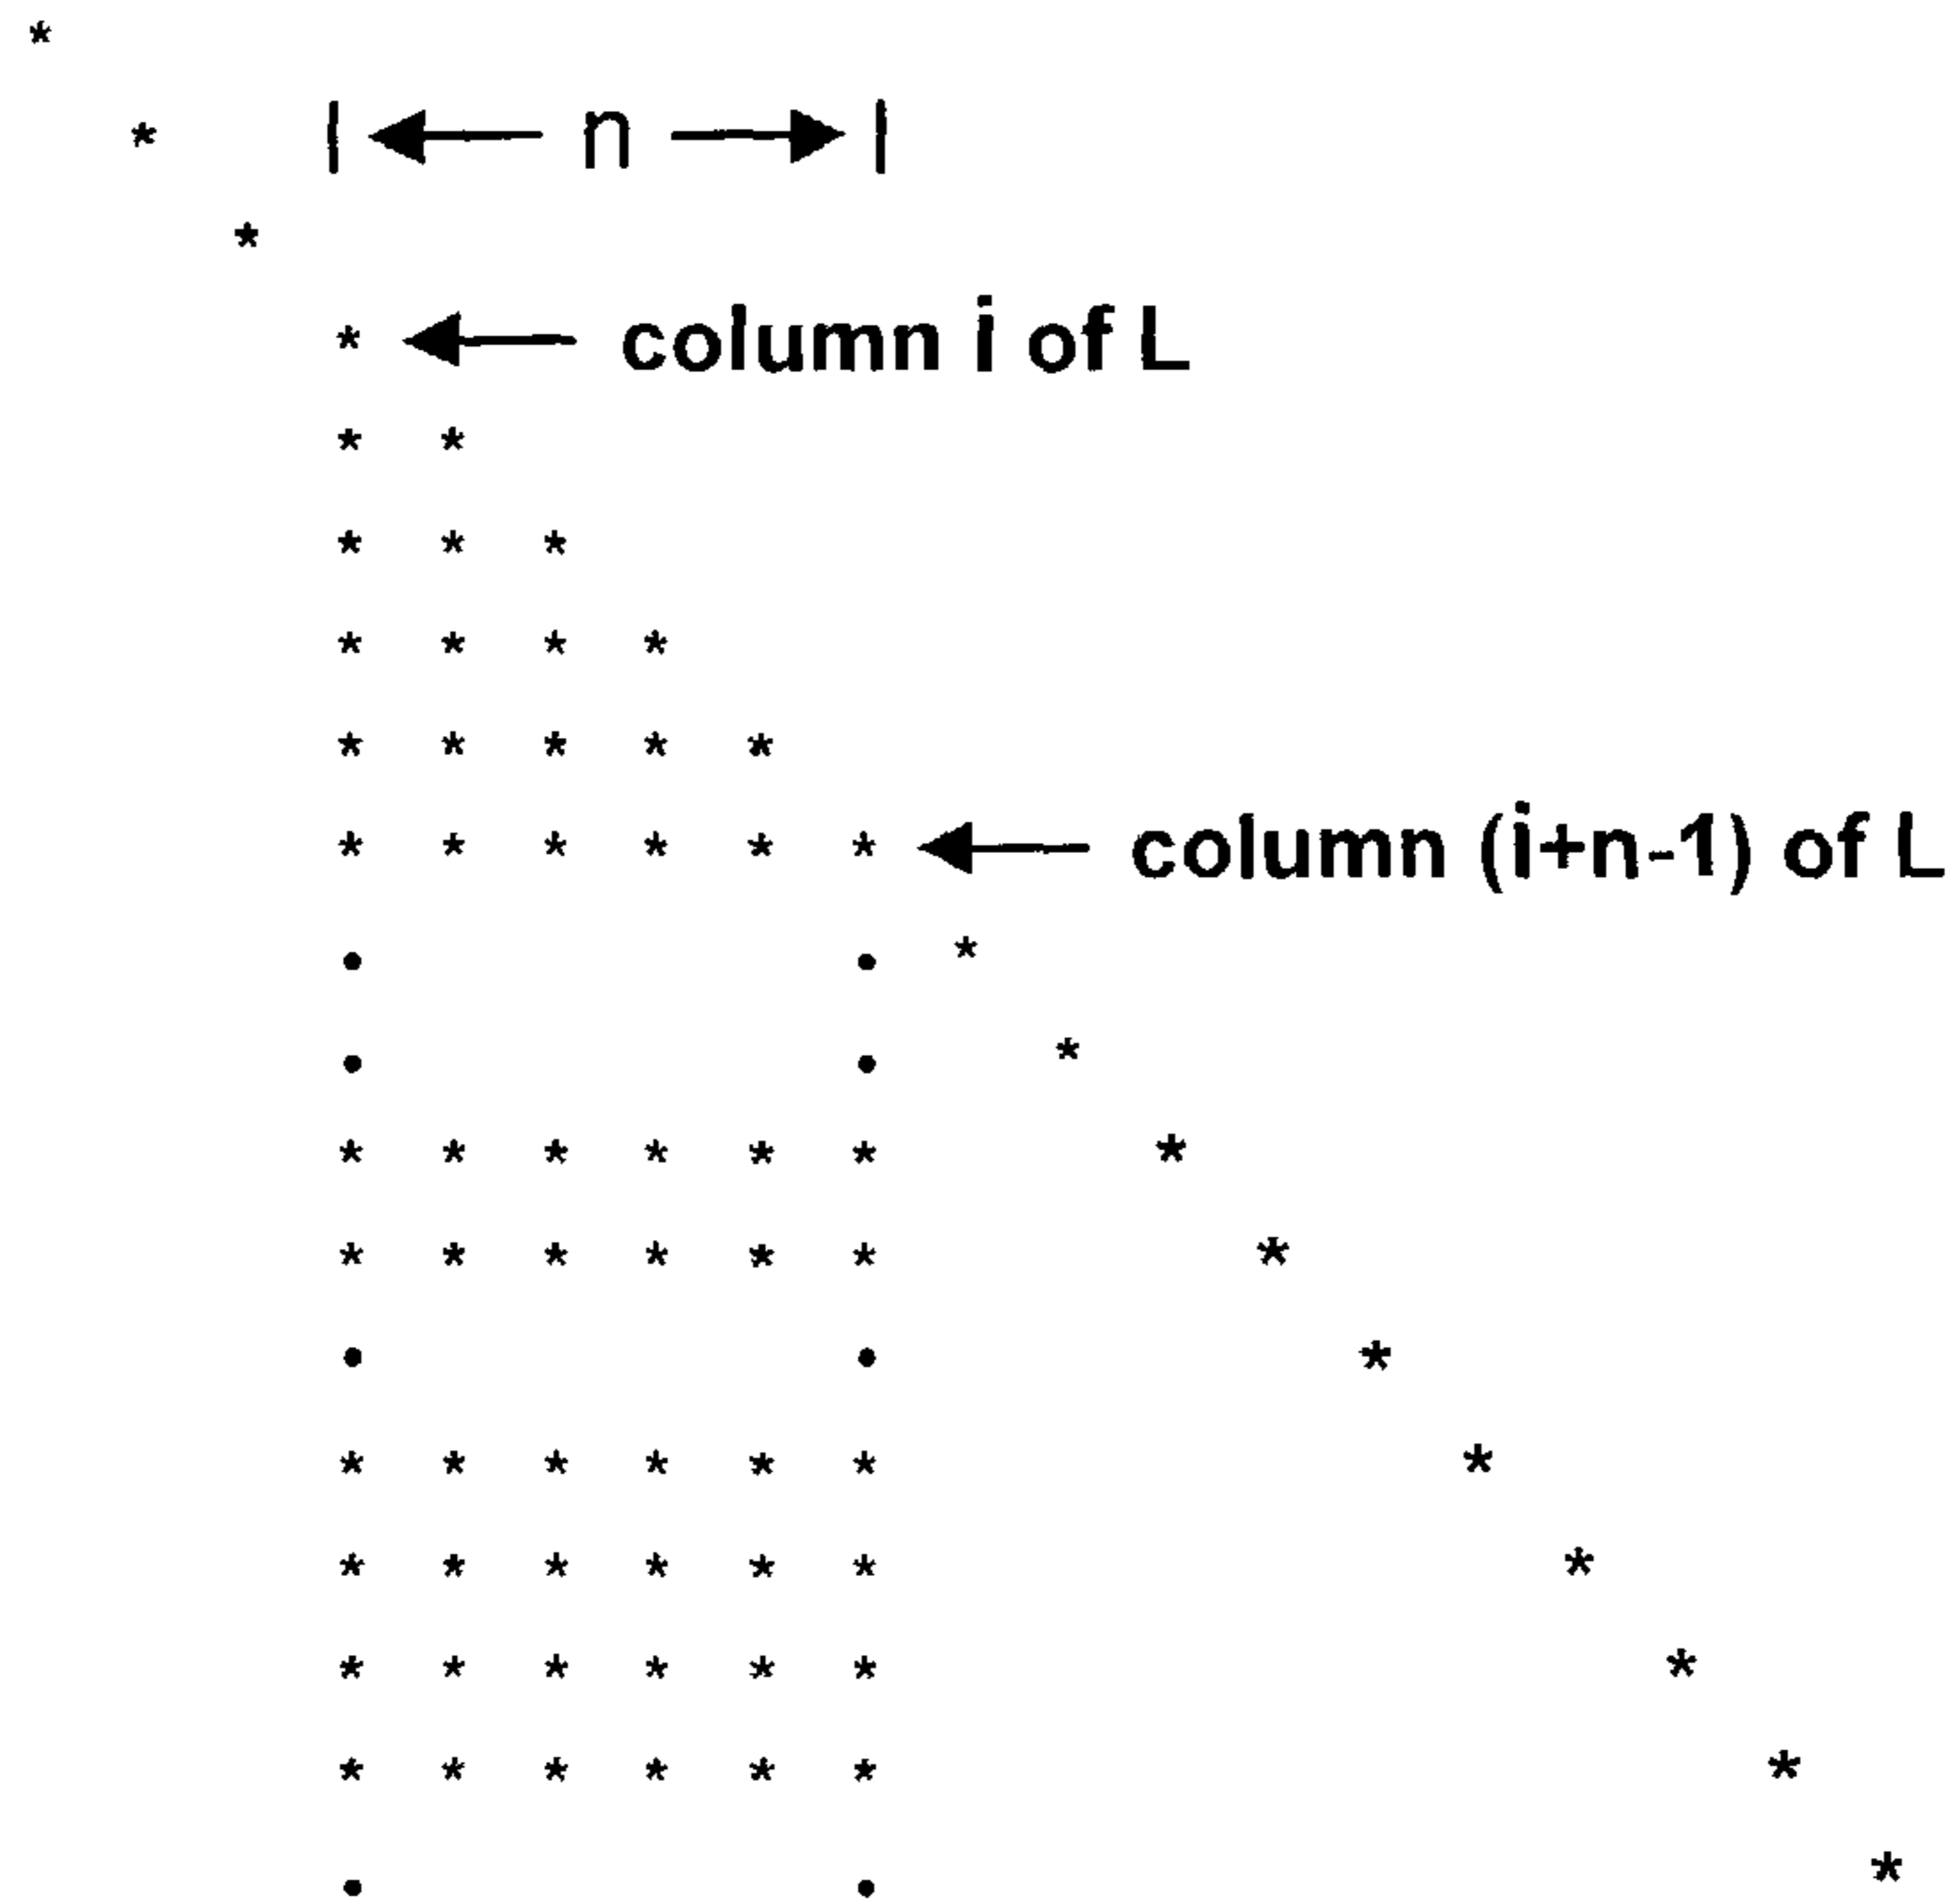 *
* |← n →|
*
* ← column i of L
* *
* * *
* * * *
* * * * *
* * * * * * ← column (i+n-1) of L
• • *
• • *
* * * * * * *
* * * * * * *
• • *
* * * * * * *
* * * * * * *
* * * * * * *
* * * * * * *
• • *